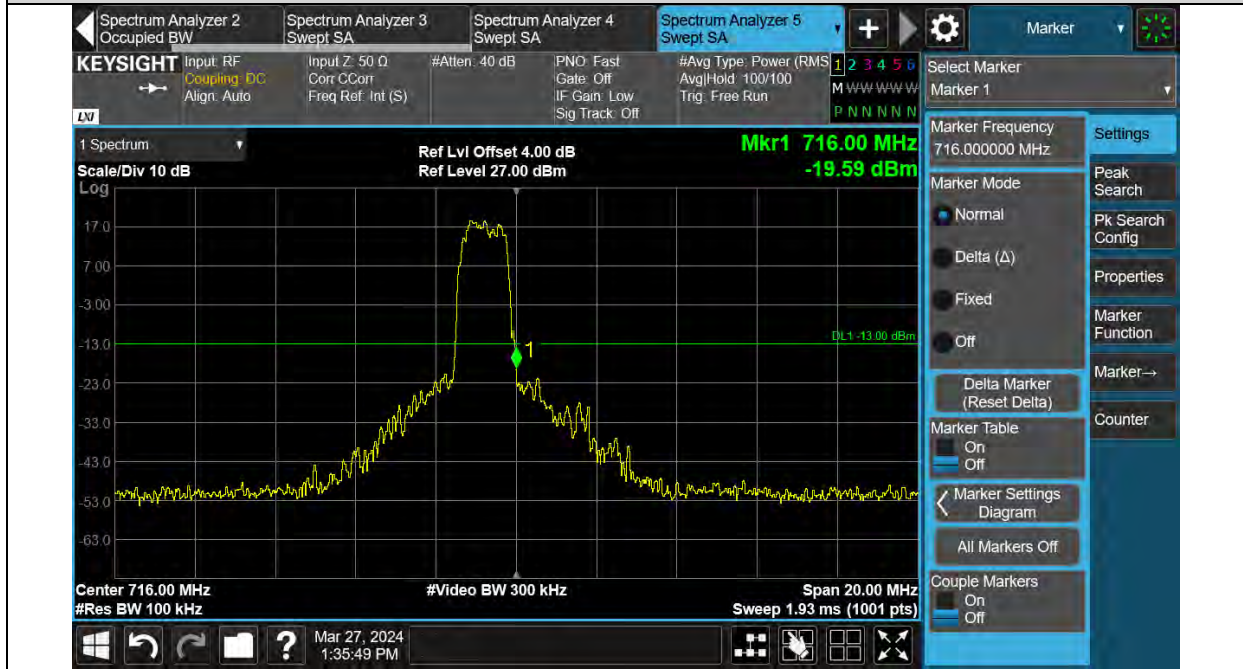 Spectrum Analyzer 2
Occupied BW
Spectrum Analyzer 3
Swept SA
Spectrum Analyzer 4
Swept SA
Spectrum Analyzer 5
Swept SA
Marker
KEYSIGHT
LXI
Input: RF
Coupling: DC
Align: Auto
Input Z: 50 Ω
Corr CCorr
Freq Ref: Int (S)
#Atten: 40 dB
PNO: Fast
Gate: Off
IF Gain: Low
Sig Track: Off
#Avg Type: Power (RMS
Avg|Hold: 100/100
Trig: Free Run
1 2 3 4 5 6
M W W W W W
P N N N N N
Select Marker
Marker 1
1 Spectrum
Scale/Div 10 dB
Log
Ref Lvl Offset 4.00 dB
Ref Level 27.00 dBm
Mkr1 716.00 MHz
-19.59 dBm
17.0
7.00
-3.00
-13.0
-23.0
-33.0
-43.0
-53.0
-63.0
DL1 -13.00 dBm
1
Center 716.00 MHz
#Res BW 100 kHz
#Video BW 300 kHz
Span 20.00 MHz
Sweep 1.93 ms (1001 pts)
Marker Frequency
716.000000 MHz
Marker Mode
Normal
Delta (Δ)
Fixed
Off
Delta Marker
(Reset Delta)
Marker Table
On
Off
Marker Settings
Diagram
All Markers Off
Couple Markers
On
Off
Settings
Peak
Search
Pk Search
Config
Properties
Marker
Function
Marker→
Counter
?
Mar 27, 2024
1:35:49 PM